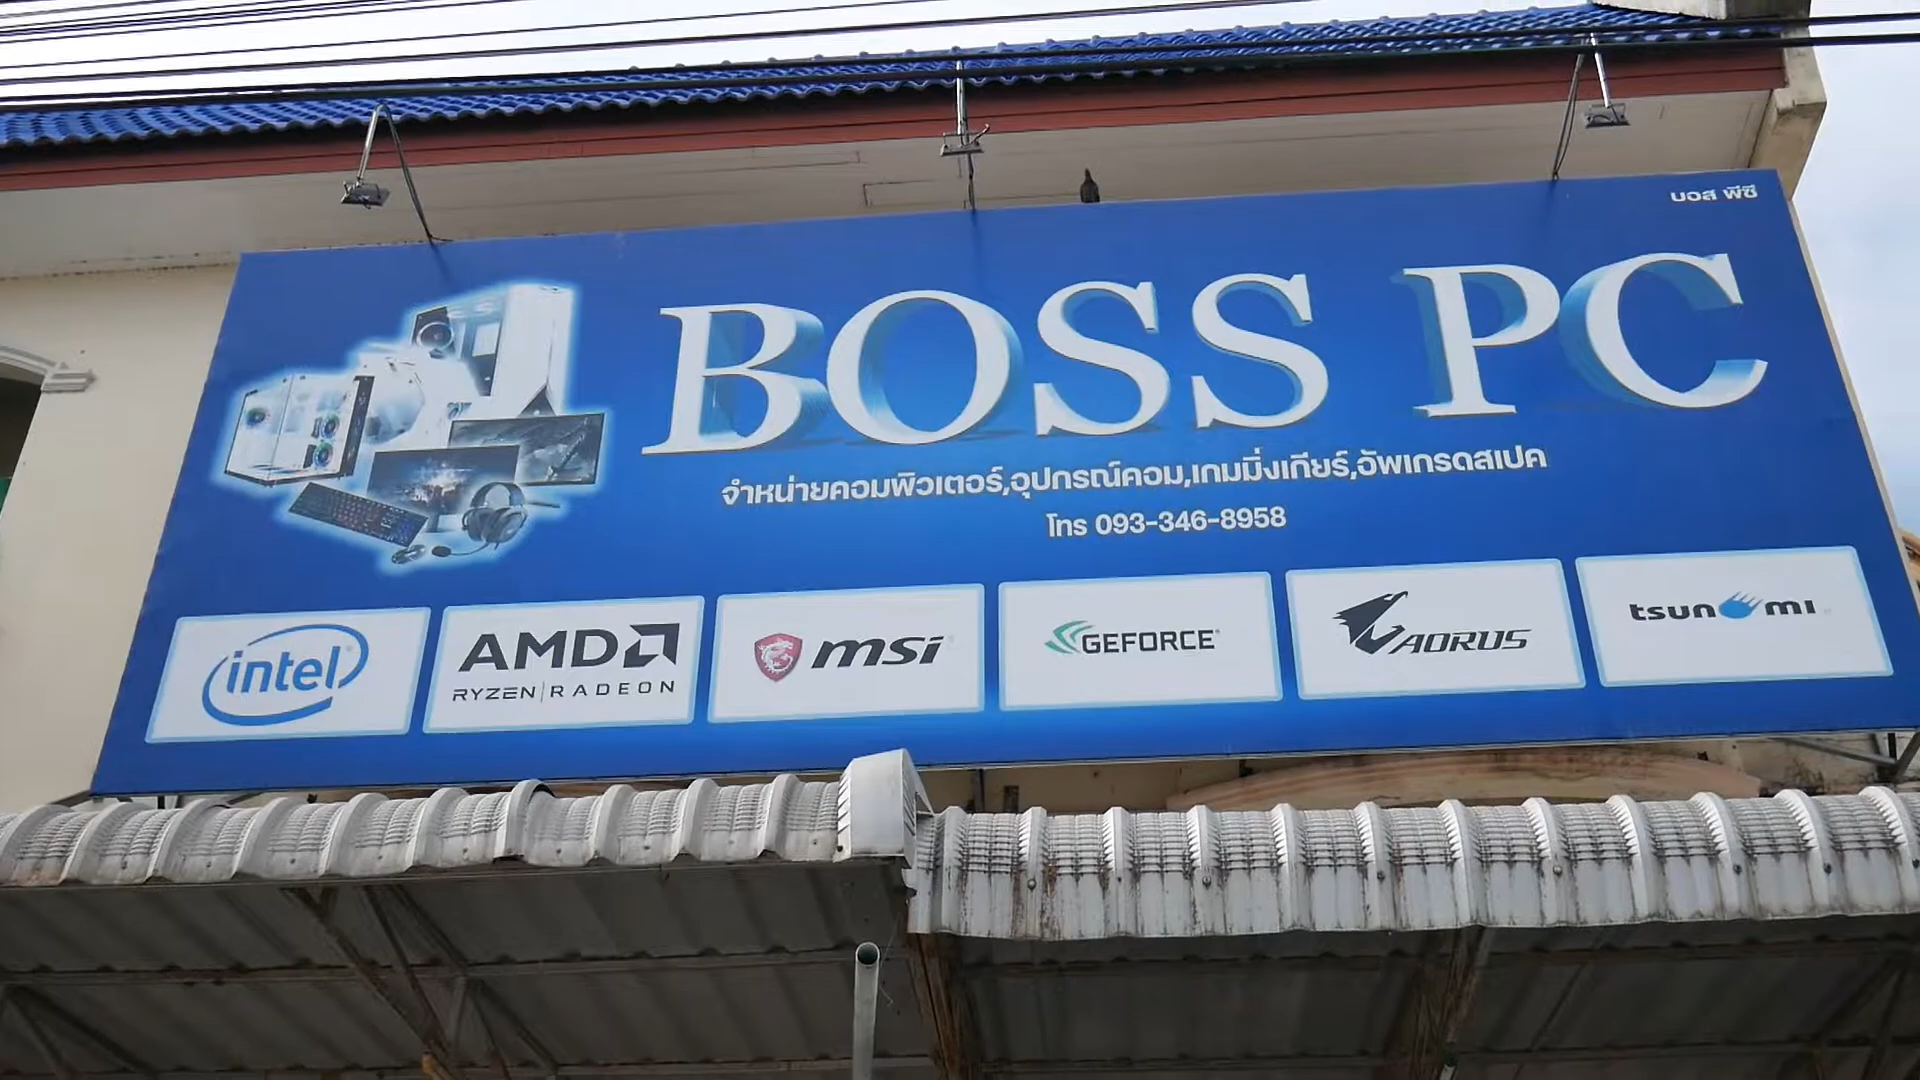 บอส พีซี
BOSS PC
จำหน่ายคอมพิวเตอร์,อุปกรณ์คอม,เกมมิ่งเกียร์,อัพเกรดสเปค
โทร 093-346-8958
intel
AMD
RYZEN | RADEON
msi
GEFORCE
AORUS
tsunami